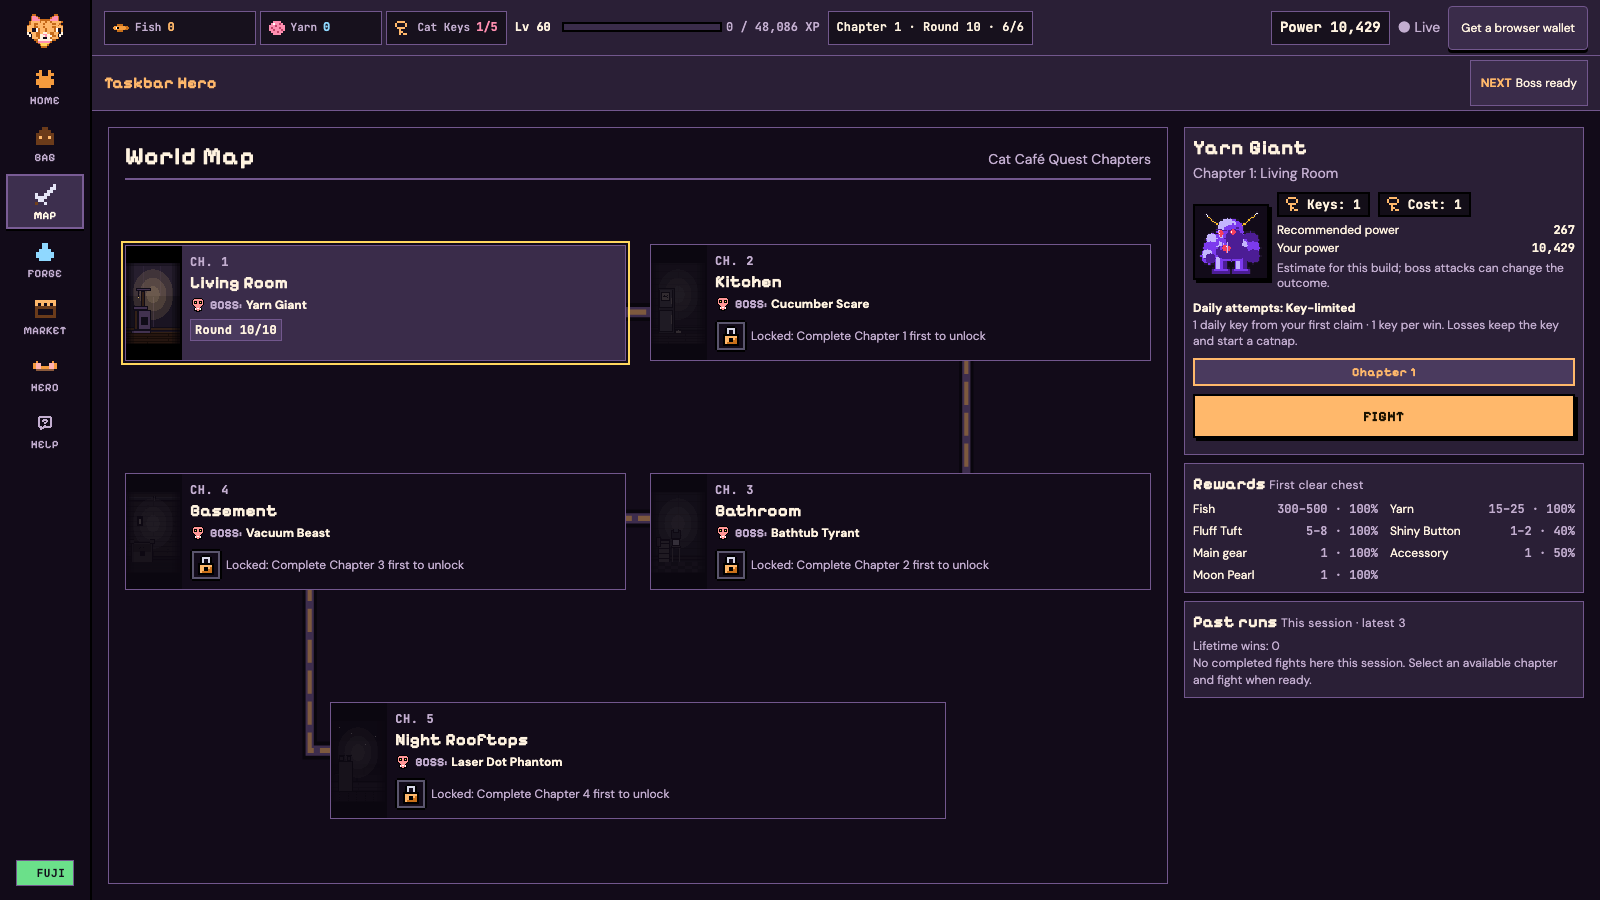 Fish 0
Yarn 0
Cat Keys 1/5
Lv 60
0 / 48,086 XP
Chapter 1 · Round 10 · 6/6
Power 10,429
Live
Get a browser wallet
HOME
BAG
MAP
FORGE
MARKET
HERO
HELP
FUJI
Taskbar Hero
NEXT Boss ready
World Map
Cat Café Quest Chapters
CH. 1
Living Room
BOSS: Yarn Giant
Round 10/10
CH. 2
Kitchen
BOSS: Cucumber Scare
Locked: Complete Chapter 1 first to unlock
CH. 4
Basement
BOSS: Vacuum Beast
Locked: Complete Chapter 3 first to unlock
CH. 3
Bathroom
BOSS: Bathtub Tyrant
Locked: Complete Chapter 2 first to unlock
CH. 5
Night Rooftops
BOSS: Laser Dot Phantom
Locked: Complete Chapter 4 first to unlock
Yarn Giant
Chapter 1: Living Room
Keys: 1
Cost: 1
Recommended power 267
Your power 10,429
Estimate for this build; boss attacks can change the
outcome.
Daily attempts: Key-limited
1 daily key from your first claim · 1 key per win. Losses keep the key
and start a catnap.
Chapter 1
FIGHT
Rewards First clear chest
Fish 300-500 · 100% Yarn 15-25 · 100%
Fluff Tuft 5-8 · 100% Shiny Button 1-2 · 40%
Main gear 1 · 100% Accessory 1 · 50%
Moon Pearl 1 · 100%
Past runs This session · latest 3
Lifetime wins: 0
No completed fights here this session. Select an available chapter
and fight when ready.